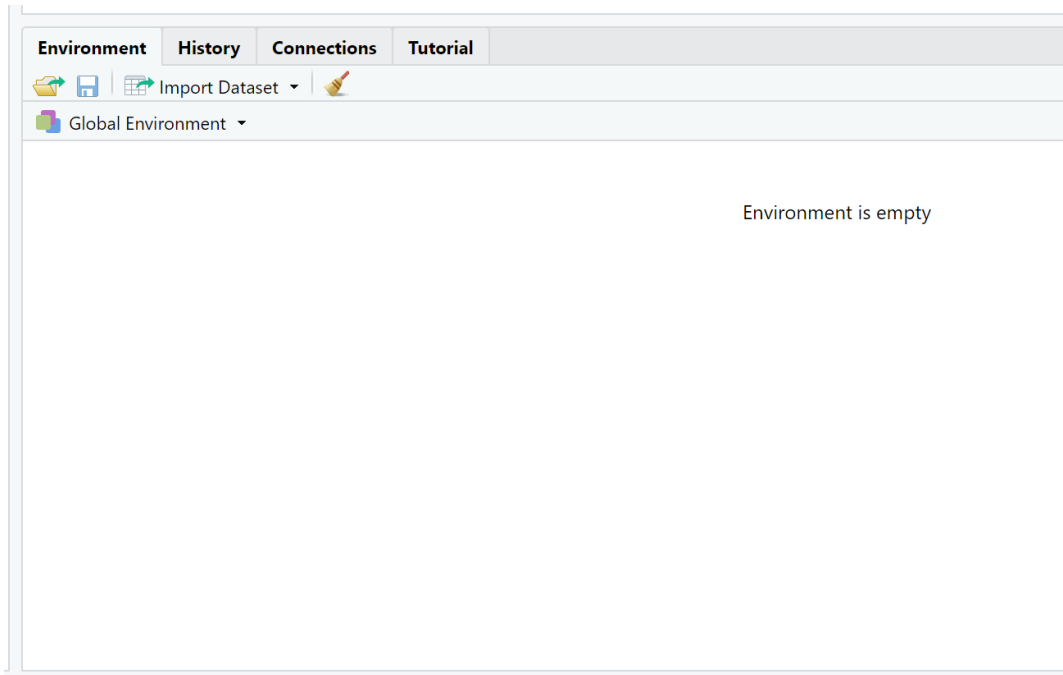 Environment History Connections Tutorial
Import Dataset
Global Environment
Environment is empty